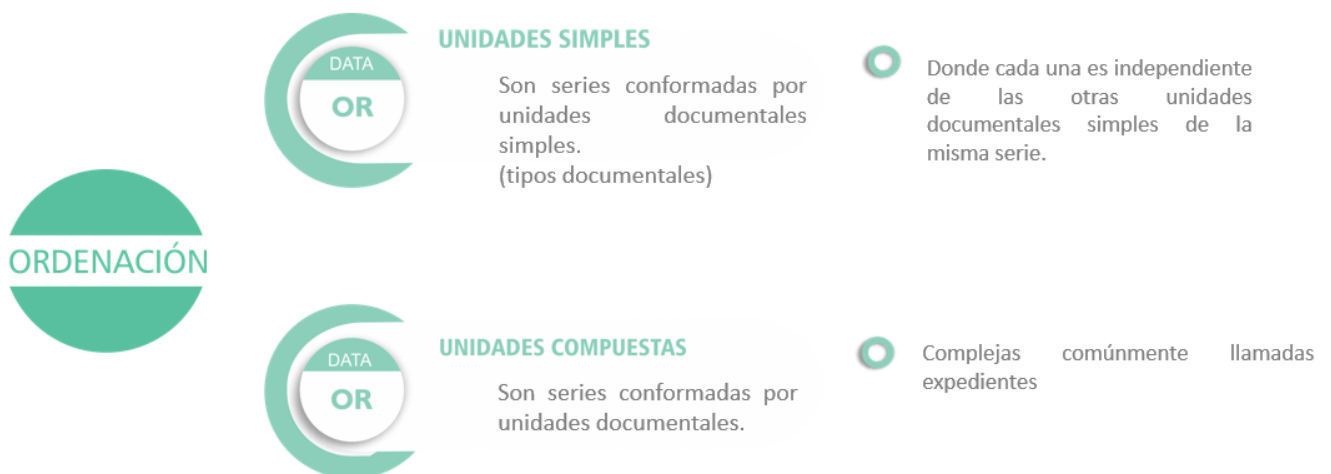 UNIDADES SIMPLES
DATA
OR
Son series conformadas por
unidades documentales
simples.
(tipos documentales)
Donde cada una es independiente
de las otras unidades
documentales simples de la
misma serie.
ORDENACIÓN
UNIDADES COMPUESTAS
DATA
OR
Son series conformadas por
unidades documentales.
Complejas comúnmente llamadas
expedientes